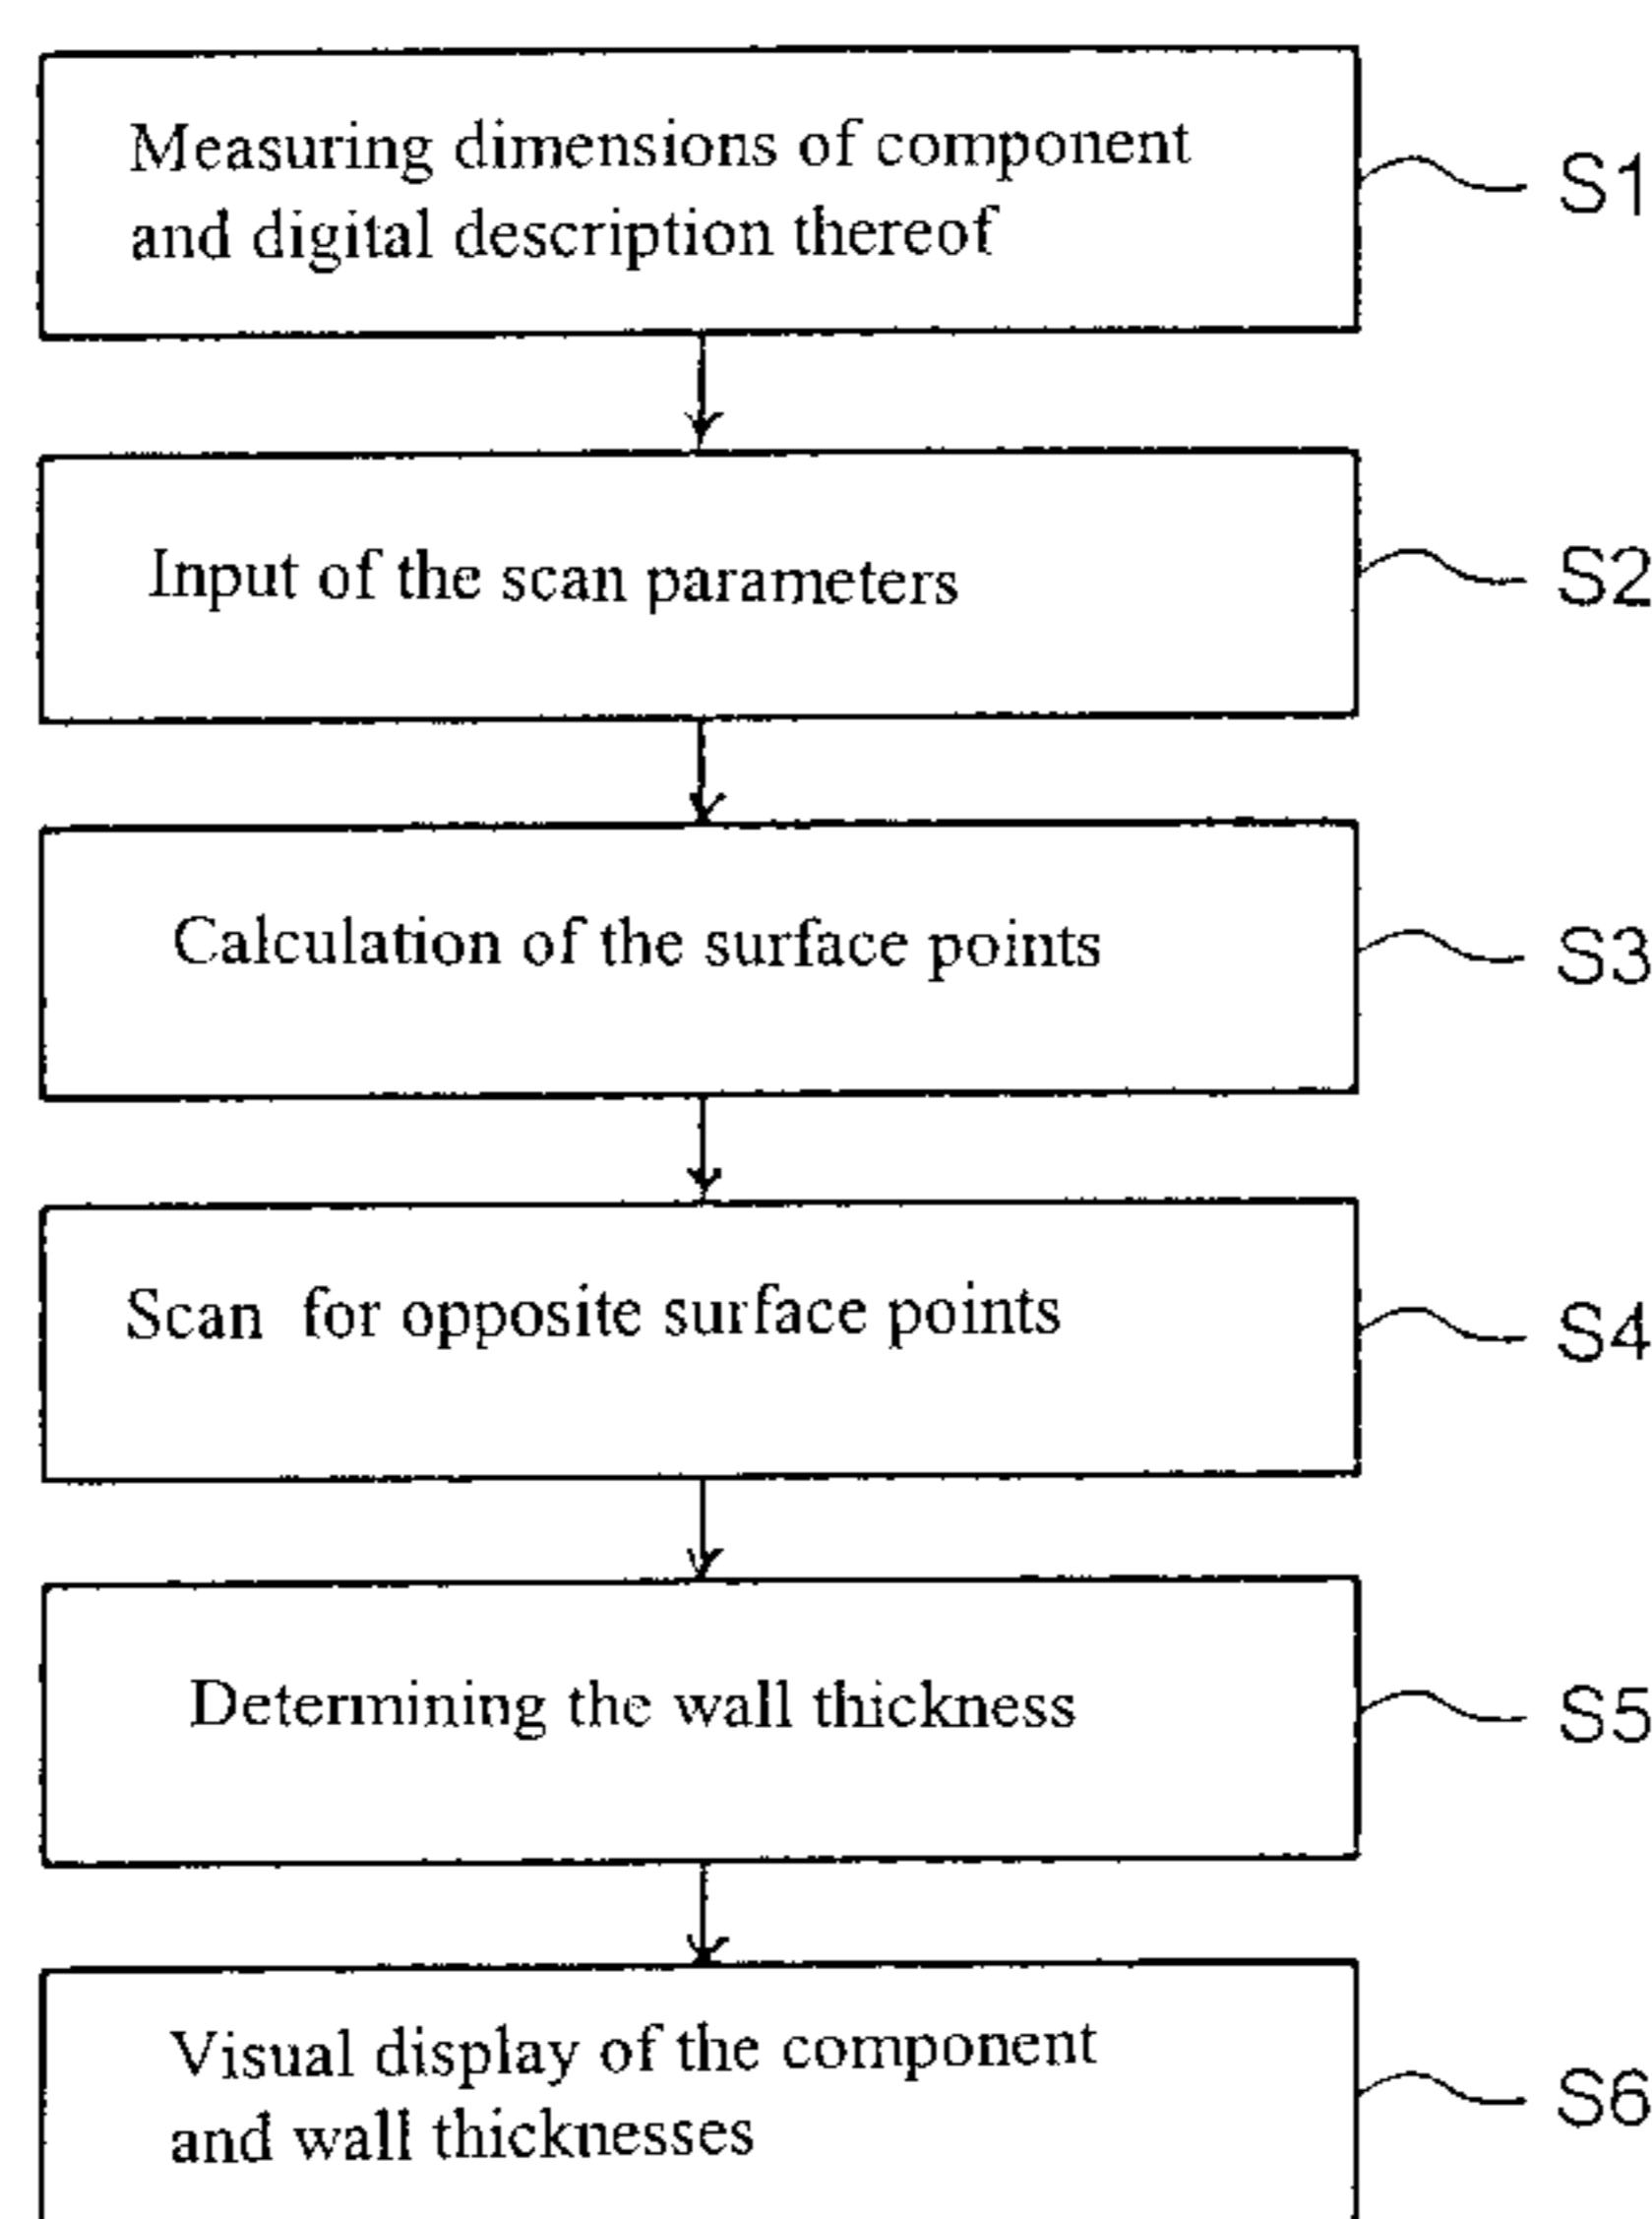 Measuring dimensions of component
and digital description thereof
S1
Input of the scan parameters
S2
Calculation of the surface points
S3
Scan for opposite surface points
S4
Determining the wall thickness
S5
Visual display of the component
and wall thicknesses
S6